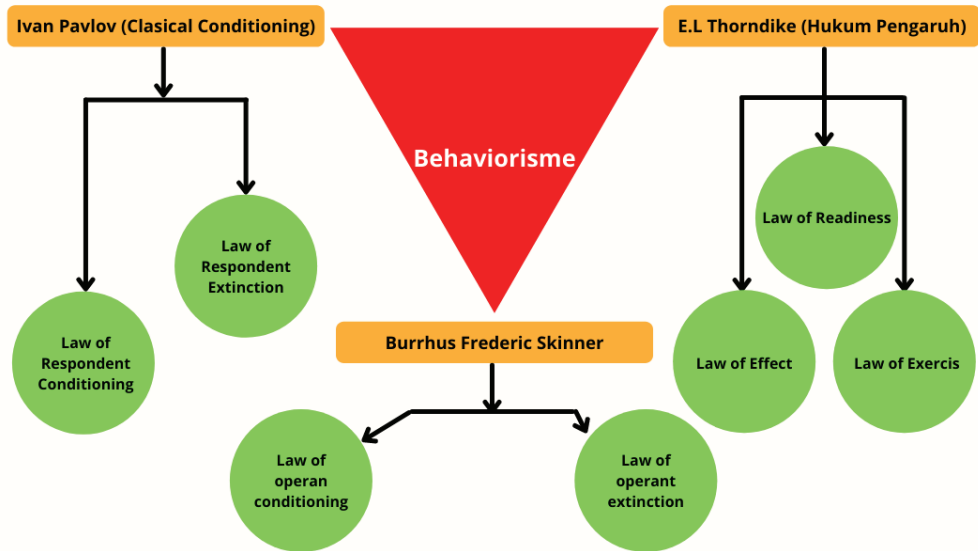 Ivan Pavlov (Clasical Conditioning)
E.L Thorndike (Hukum Pengaruh)
Behaviorisme
Law of
Respondent
Extinction
Law of
Respondent
Conditioning
Law of Readiness
Law of Effect
Law of Exercis
Burrhus Frederic Skinner
Law of
operan
conditioning
Law of
operant
extinction